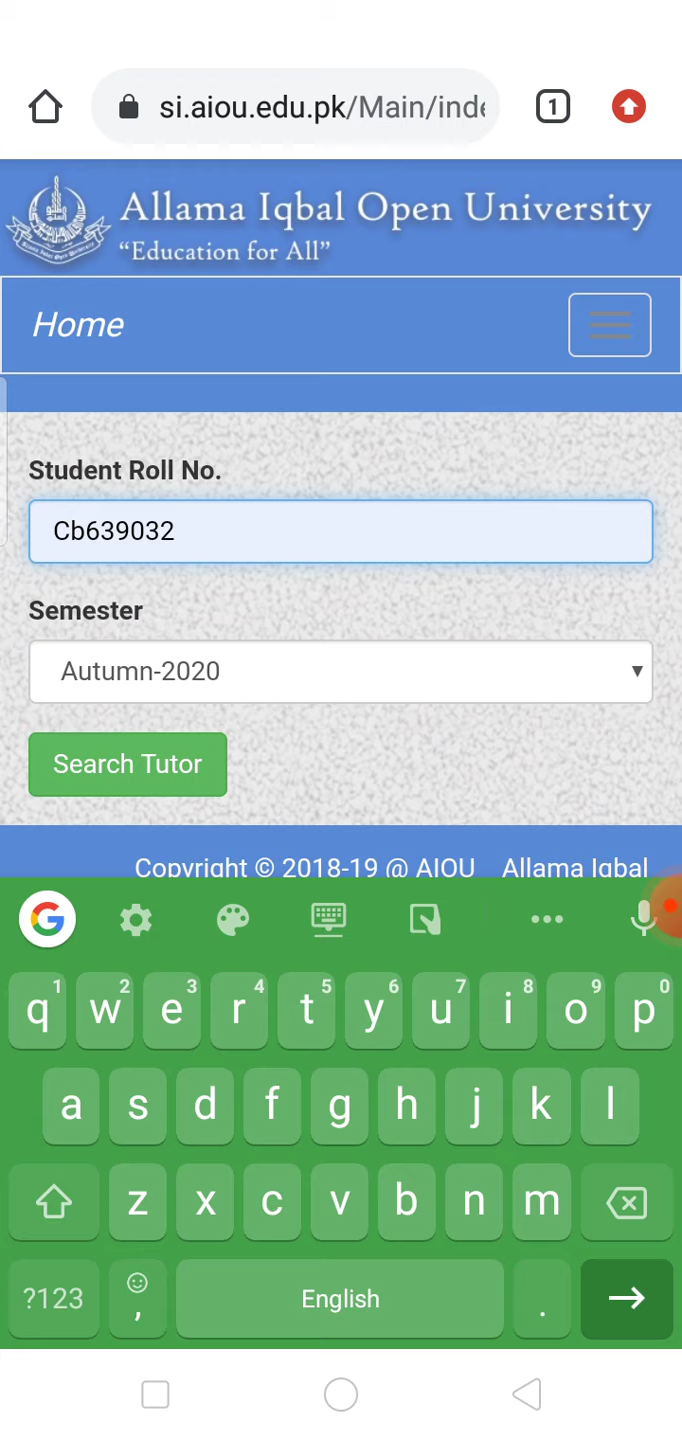 si.aiou.edu.pk/Main/inde
1
Allama Iqbal Open University
“Education for All”
Home
Student Roll No.
Cb639032
Semester
Autumn-2020
Search Tutor
Copyright © 2018-19 @ AIOU Allama Iqbal
q1 w2 e3 r4 t5 y6 u7 i8 o9 p0
a s d f g h j k l
z x c v b n m
?123 , English .